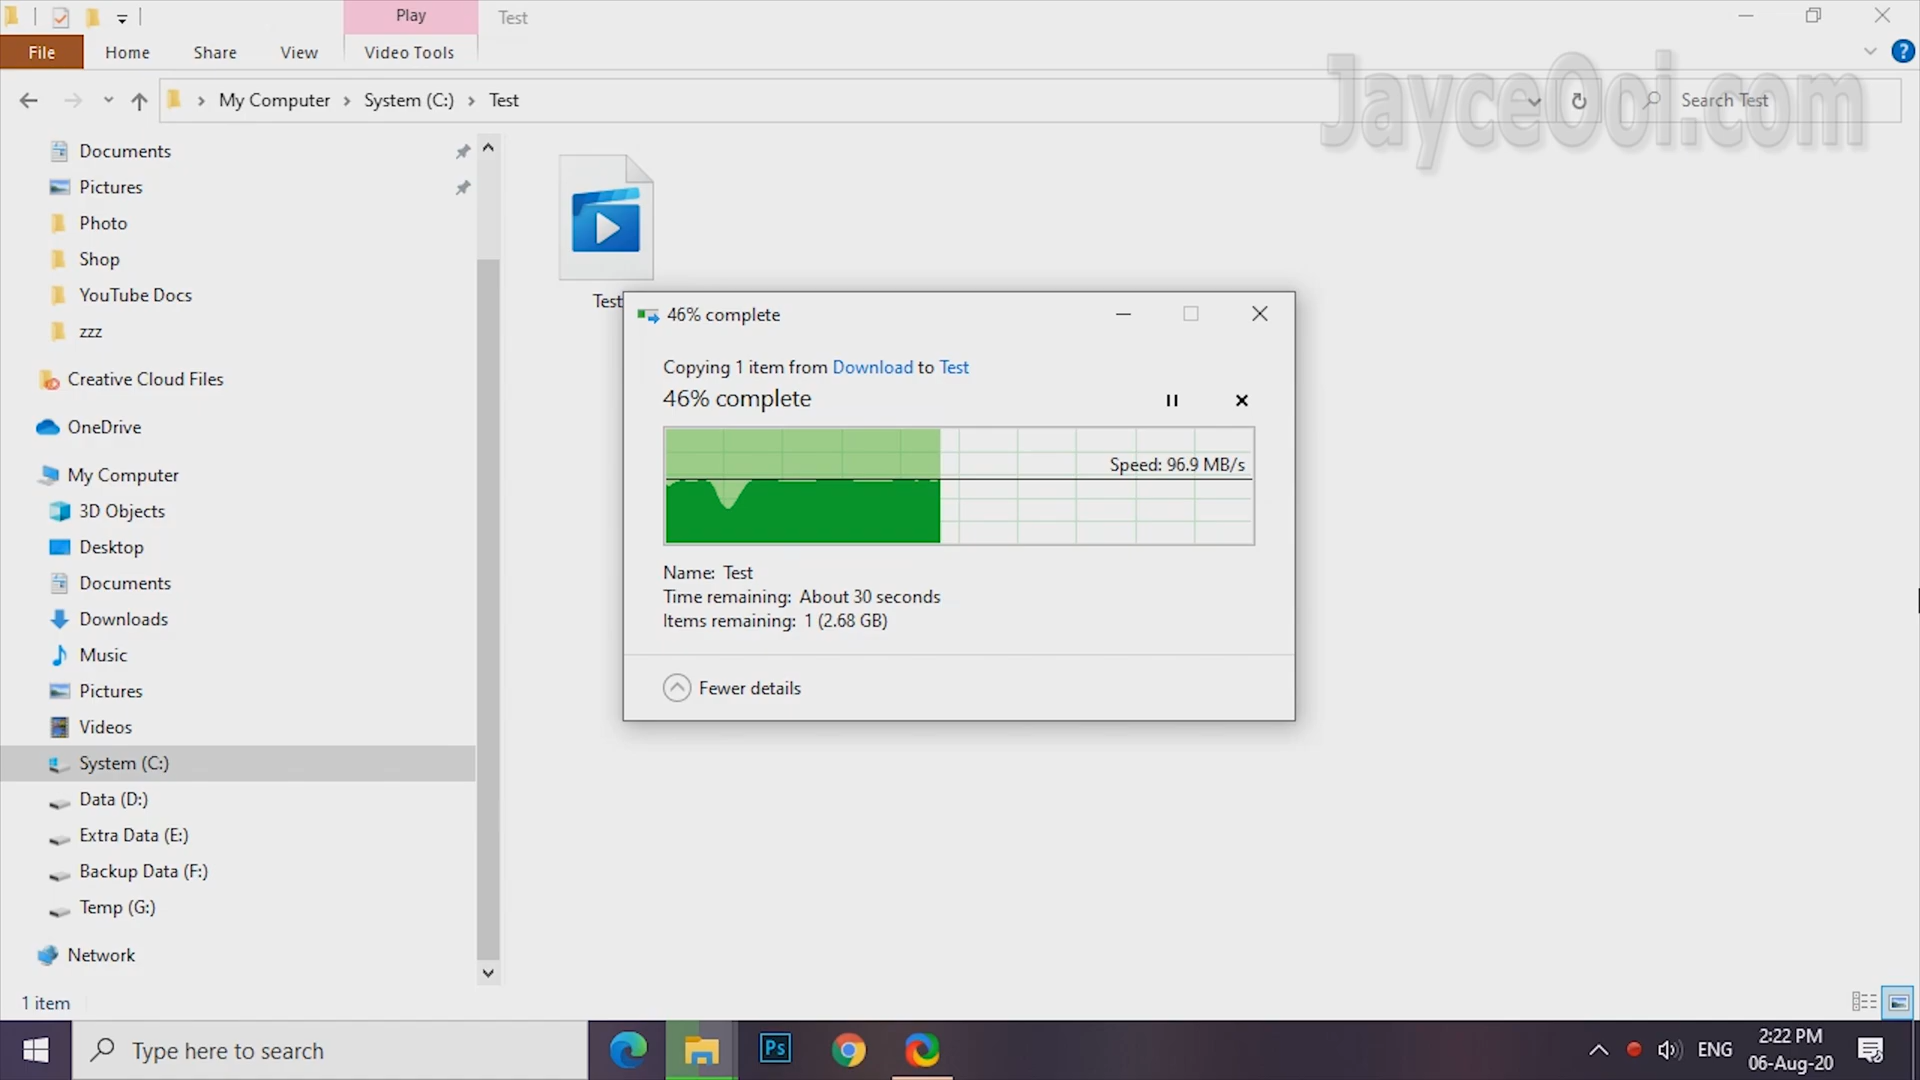 Play
Test
File
Home
Share
View
Video Tools
My Computer
System (C:)
Test
Search Test
JayceOoi.com
Documents
Pictures
Photo
Shop
YouTube Docs
zzz
Creative Cloud Files
OneDrive
My Computer
3D Objects
Desktop
Documents
Downloads
Music
Pictures
Videos
System (C:)
Data (D:)
Extra Data (E:)
Backup Data (F:)
Temp (G:)
Network
Test
46% complete
Copying 1 item from Download to Test
46% complete
Speed: 96.9 MB/s
Name: Test
Time remaining: About 30 seconds
Items remaining: 1 (2.68 GB)
Fewer details
1 item
Type here to search
Ps
ENG
2:22 PM
06-Aug-20